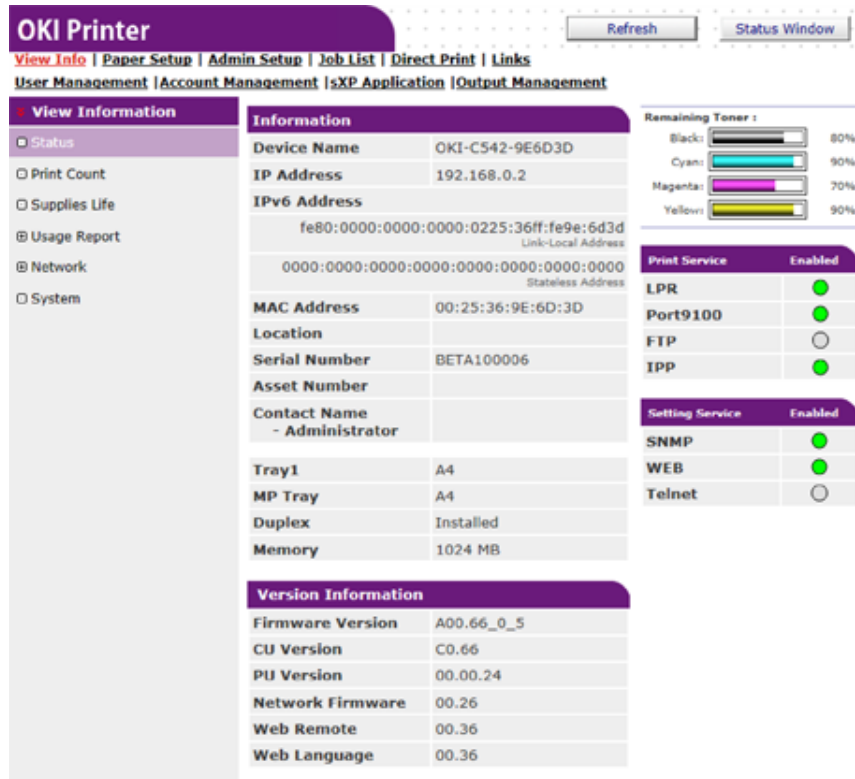 OKI Printer
Refresh
Status Window
View Info | Paper Setup | Admin Setup | Job List | Direct Print | Links
User Management |Account Management |sXP Application |Output Management
View Information
Status
Print Count
Supplies Life
Usage Report
Network
System
Information
Device Name OKI-C542-9E6D3D
IP Address 192.168.0.2
IPv6 Address
fe80:0000:0000:0000:0225:36ff:fe9e:6d3d
Link-Local Address
0000:0000:0000:0000:0000:0000:0000:0000
Stateless Address
MAC Address 00:25:36:9E:6D:3D
Location
Serial Number BETA100006
Asset Number
Contact Name
- Administrator
Tray1 A4
MP Tray A4
Duplex Installed
Memory 1024 MB
Version Information
Firmware Version A00.66_0_5
CU Version C0.66
PU Version 00.00.24
Network Firmware 00.26
Web Remote 00.36
Web Language 00.36
Remaining Toner :
Black: 80%
Cyan: 90%
Magenta: 70%
Yellow: 90%
Print Service Enabled
LPR
Port9100
FTP
IPP
Setting Service Enabled
SNMP
WEB
Telnet